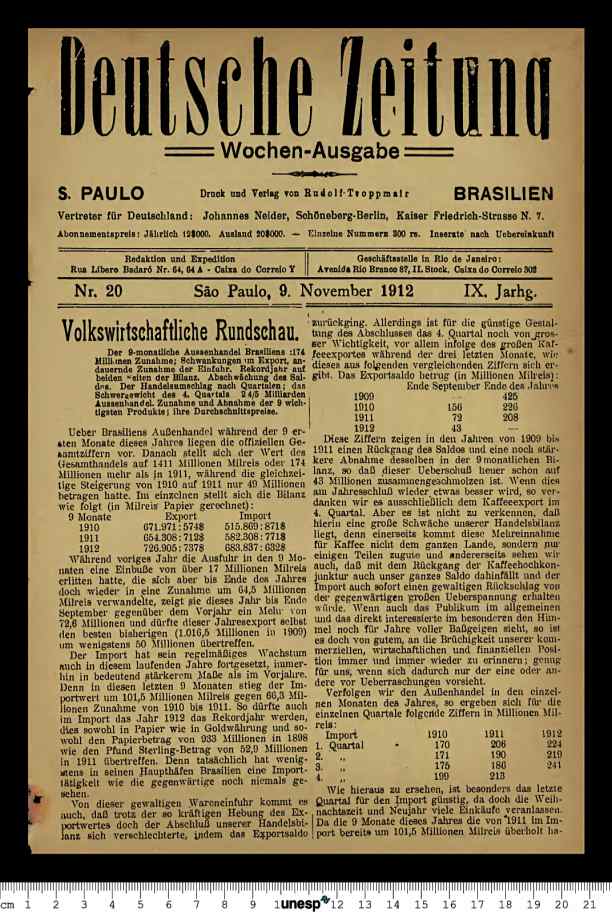 Deutsche Zeitung
Wochen-Ausgabe
S. PAULO
Druck und Verlag von Rudolf Troppmair
BRASILIEN
Vertreter für Deutschland: Johannes Neider, Schöneberg-Berlin, Kaiser Friedrich-Strasse N. 7.
Abonnementspreis: Jährlich 12$000. Ausland 20$000. — Einzelne Nummern 300 rs. Inserate nach Uebereinkunft
Redaktion und Expedition
Rua Libero Badaró Nr. 64, 64 A - Caixa do Correio Y
Geschäftsstelle in Rio de Janeiro:
Avenida Rio Branco 87, II. Stock. Caixa do Correio 302
Nr. 20
São Paulo, 9. November 1912
IX. Jarhg.
Volkswirtschaftliche Rundschau.
Der 9-monatliche Aussenhandel Brasiliens :174
Millionen Zunahme; Schwankungen im Export, an-
dauernde Zunahme der Einfuhr. Rekordjahr auf
beiden Seiten der Bilanz. Abschwächung des Sal-
dos. Der Handelsumschlag nach Quartalen; das
Schwergewicht des 4. Quartals 2 4/5 Milliarden
Aussenhandel. Zunahme und Abnahme der 9 wich-
tigsten Produkte; ihre Durchschnittspreise.
Ueber Brasiliens Außenhandel während der 9 er-
sten Monate dieses Jahres liegen die offiziellen Ge-
samtziffern vor. Danach stellt sich der Wert des
Gesamthandels auf 1411 Millionen Milreis oder 174
Millionen mehr als in 1911, während die gleichzei-
tige Steigerung von 1910 auf 1911 nur 49 Millionen
betragen hatte. Im einzelnen stellt sich die Bilanz
wie folgt (in Milreis Papier gerechnet):
9 Monate Export Import
1910 671.971:574$ 515.869:871$
1911 654.308:712$ 582.308:771$
1912 726.905:737$ 683.837:632$
Während voriges Jahr die Ausfuhr in den 9 Mo-
naten eine Einbuße von über 17 Millionen Milreis
erlitten hatte, die sich aber bis Ende des Jahres
doch wieder in eine Zunahme um 64,5 Millionen
Milreis verwandelte, zeigt sie dieses Jahr bis Ende
September gegenüber dem Vorjahr ein Mehr von
72,6 Millionen und dürfte dieser Jahresexport selbst
den besten bisherigen (1.016,5 Millionen in 1909)
um wenigstens 50 Millionen übertreffen.
Der Import hat sein regelmäßiges Wachstum
auch in diesem laufenden Jahre fortgesetzt, immer-
hin in bedeutend stärkerem Maße als im Vorjahre.
Denn in diesen letzten 9 Monaten stieg der Im-
portwert um 101,5 Millionen Milreis gegen 66,3 Mil-
lionen Zunahme von 1910 bis 1911. So dürfte auch
im Import das Jahr 1912 das Rekordjahr werden,
dies sowohl in Papier wie in Goldwährung und so-
wohl den Papierbetrag von 933 Millionen in 1898
wie den Pfund Sterling-Betrag von 52,9 Millionen
in 1911 übertreffen. Denn tatsächlich hat wenig-
stens in seinen Haupthäfen Brasilien eine Import-
tätigkeit wie die gegenwärtige noch niemals ge-
sehen.
Von dieser gewaltigen Wareneinfuhr kommt es
auch, daß trotz der so kräftigen Hebung des Ex-
portwertes doch der Abschluß unserer Handelsbi-
lanz sich verschlechterte, indem das Exportsaldo
zurückging. Allerdings ist für die günstige Gestal-
tung des Abschlusses das 4. Quartal noch von gros-
ser Wichtigkeit, vor allem infolge des großen Kaf-
feeexportes während der drei letzten Monate, wie
dieses aus folgenden vergleichenden Ziffern sich er-
gibt. Das Exportsaldo betrug (in Millionen Milreis):
Ende September Ende des Jahres
1909 — 425
1910 156 226
1911 72 208
1912 43 —
Diese Ziffern zeigen in den Jahren von 1909 bis
1911 einen Rückgang des Saldos und eine noch stär-
kere Abnahme desselben in der 9 monatlichen Bi-
lanz, so daß dieser Ueberschuß heuer schon auf
43 Millionen zusammengeschmolzen ist. Wenn dies
am Jahresschluß wieder etwas besser wird, so ver-
danken wir es ausschließlich dem Kaffeeexport im
4. Quartal. Aber es ist nicht zu verkennen, daß
hierin eine große Schwäche unserer Handelsbilanz
liegt, denn einerseits kommt diese Mehreinnahme
für Kaffee nicht dem ganzen Lande, sondern nur
einigen Teilen zugute und andererseits sehen wir
auch, daß mit dem Rückgang der Kaffeehochkon-
junktur auch unser ganzes Saldo dahinfällt und der
Import auch sofort einen gewaltigen Rückschlag von
der gegenwärtigen großen Ueberspannung erhalten
würde. Wenn auch das Publikum im allgemeinen
und das direkt interessierte im besonderen den Him-
mel noch für Jahre voller Baßgeigen sieht, so ist
es doch von gutem, an die Brüchigkeit unserer kom-
merziellen, wirtschaftlichen und finanziellen Posi-
tion immer und immer wieder zu erinnern; genug
für uns, wenn sich dadurch nur der eine oder an-
dere vor Ueberraschungen vorsieht.
Verfolgen wir den Außenhandel in den einzel-
nen Monaten des Jahres, so ergeben sich für die
einzelnen Quartale folgende Ziffern in Millionen Mil-
reis:
Import 1910 1911 1912
1. Quartal 170 206 224
2. „ 171 190 219
3. „ 175 186 241
4. „ 199 213
Wie hieraus zu ersehen, ist besonders das letzte
Quartal für den Import günstig, da doch die Weih-
nachtszeit und Neujahr viele Einkäufe veranlassen.
Da die 9 Monate dieses Jahres die von 1911 im Im-
port bereits um 101,5 Millionen Milreis überholt ha-
cm 1 2 3 4 5 6 7 8 9 1 unesp 12 13 14 15 16 17 18 19 20 21